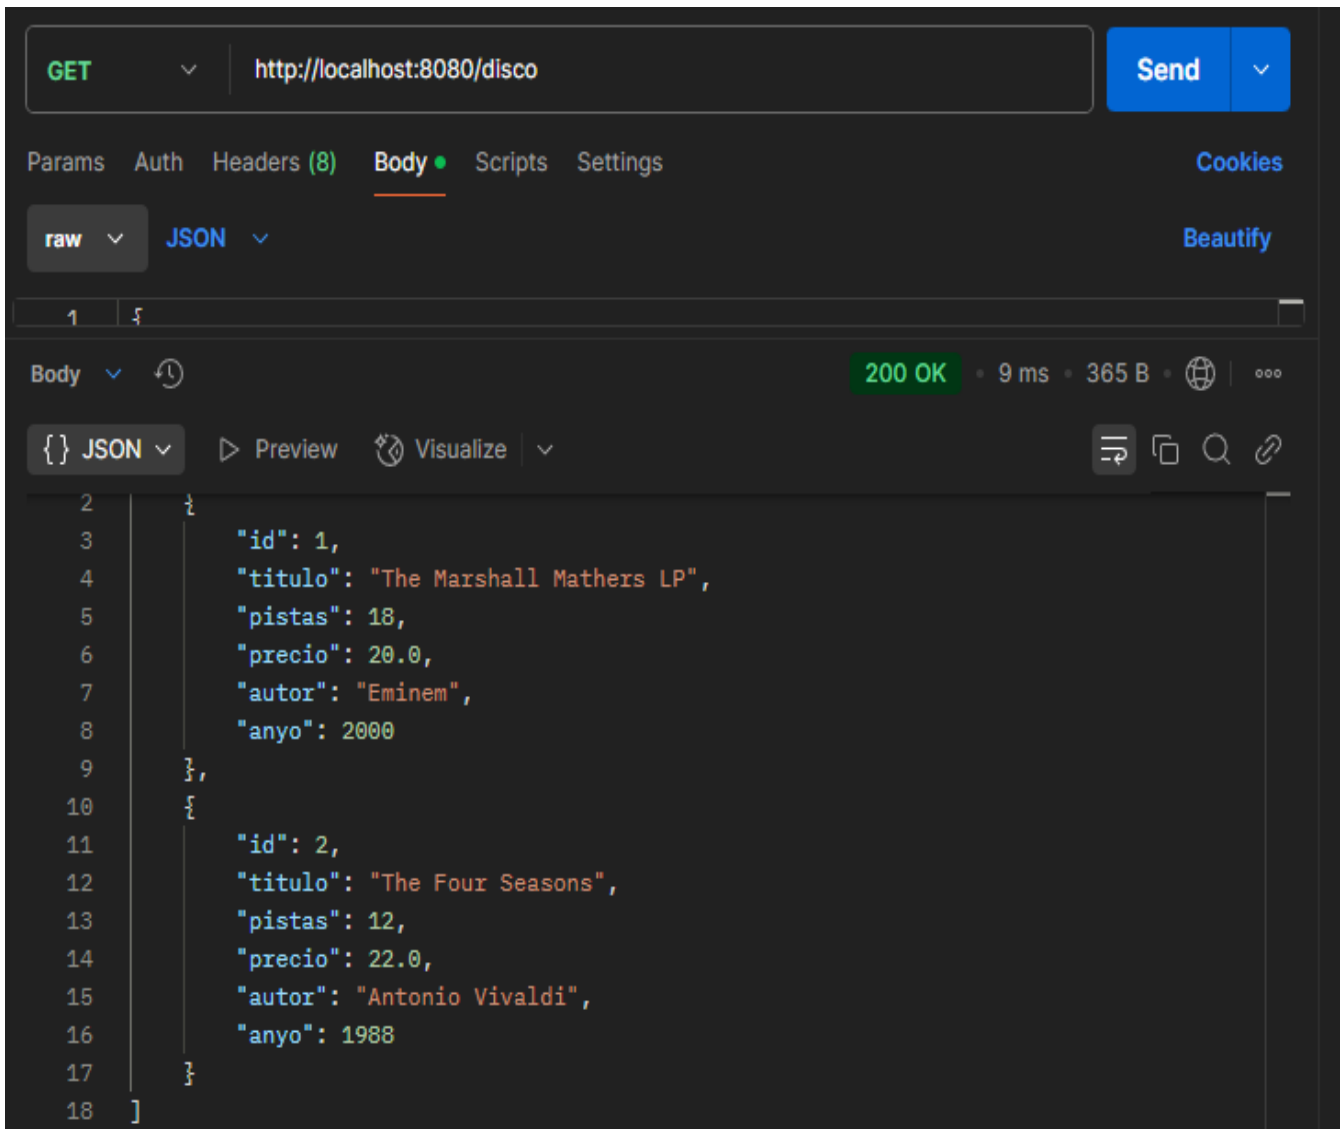 GET http://localhost:8080/disco Send
Params Auth Headers (8) Body Scripts Settings Cookies
raw JSON Beautify
1 {
Body 200 OK • 9 ms • 365 B • ooo
{ } JSON Preview Visualize
2 {
3 "id": 1,
4 "titulo": "The Marshall Mathers LP",
5 "pistas": 18,
6 "precio": 20.0,
7 "autor": "Eminem",
8 "anyo": 2000
9 },
10 {
11 "id": 2,
12 "titulo": "The Four Seasons",
13 "pistas": 12,
14 "precio": 22.0,
15 "autor": "Antonio Vivaldi",
16 "anyo": 1988
17 }
18 ]